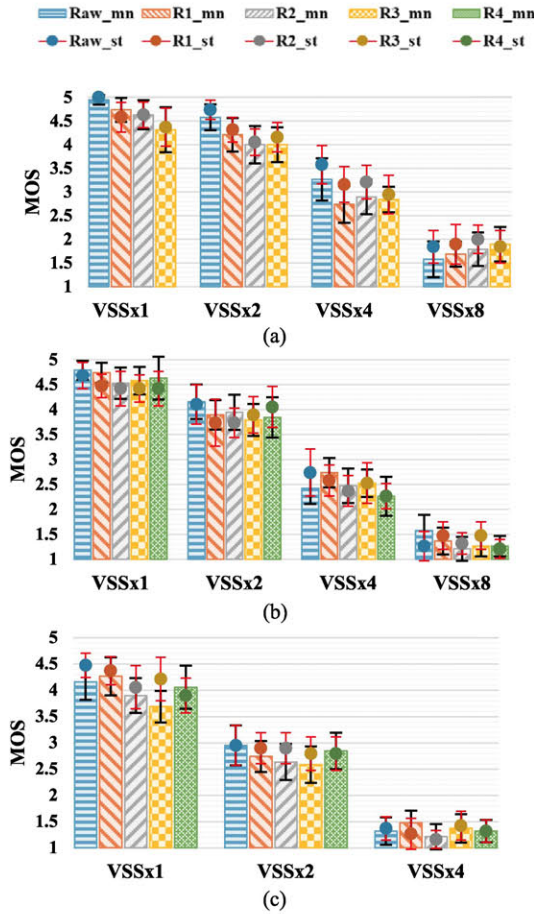 Raw_mn R1_mn R2_mn R3_mn R4_mn
Raw_st R1_st R2_st R3_st R4_st
5
4.5
4
3.5
3
2.5
2
1.5
1
MOS
VSSx1 VSSx2 VSSx4 VSSx8
(a)
5
4.5
4
3.5
3
2.5
2
1.5
1
MOS
VSSx1 VSSx2 VSSx4 VSSx8
(b)
5
4.5
4
3.5
3
2.5
2
1.5
1
MOS
VSSx1 VSSx2 VSSx4
(c)